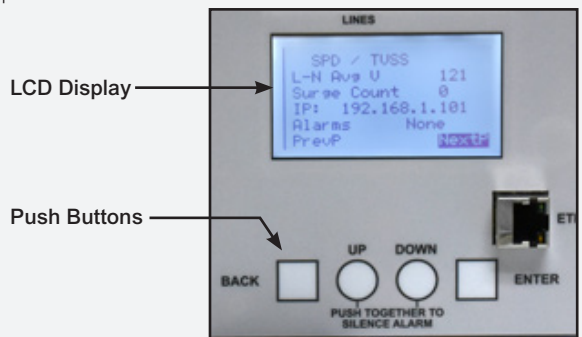 LINES
SPD / TVSS
L-N Avg V 121
Surge Count 0
IP: 192.168.1.101
Alarms None
PrevP NextP
LCD Display
Push Buttons
UP DOWN
BACK ENTER
PUSH TOGETHER TO
SILENCE ALARM